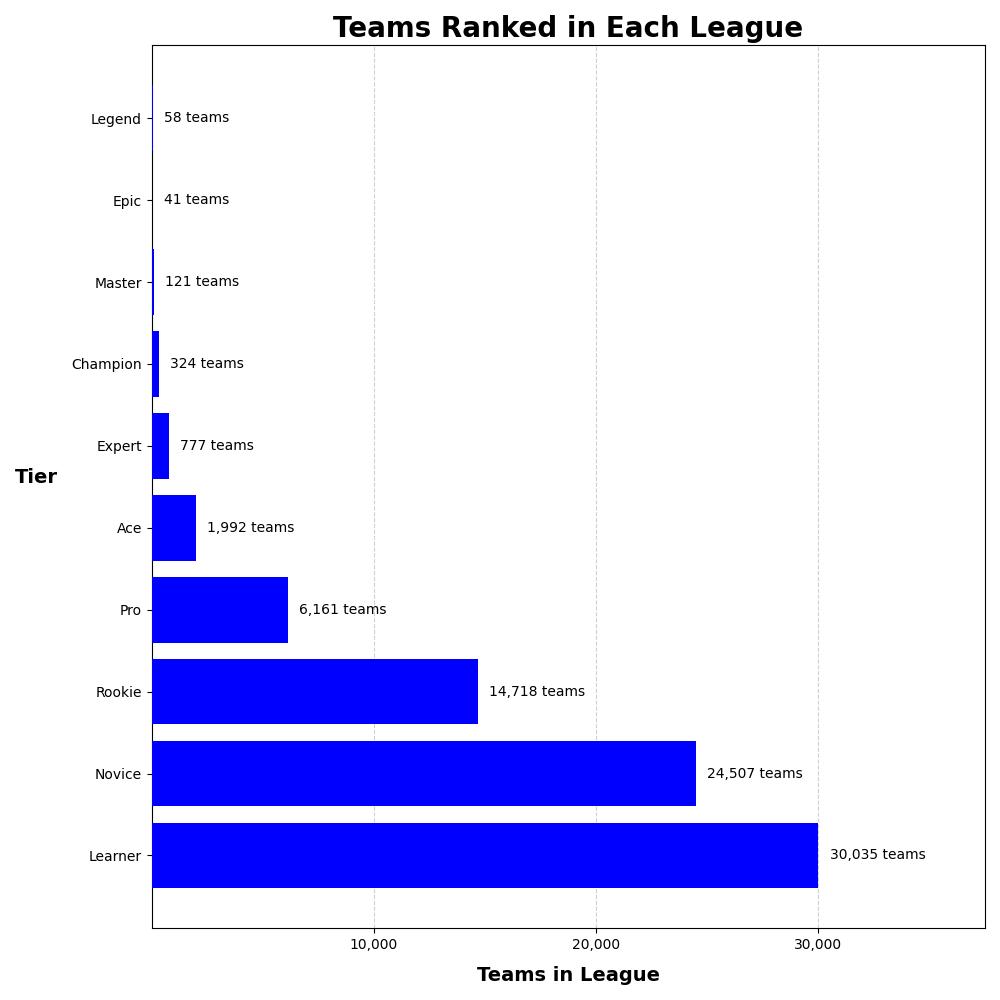 Teams Ranked in Each League
Legend 58 teams
Epic 41 teams
Master 121 teams
Champion 324 teams
Expert 777 teams
Tier
Ace 1,992 teams
Pro 6,161 teams
Rookie 14,718 teams
Novice 24,507 teams
Learner 30,035 teams
10,000 20,000 30,000
Teams in League